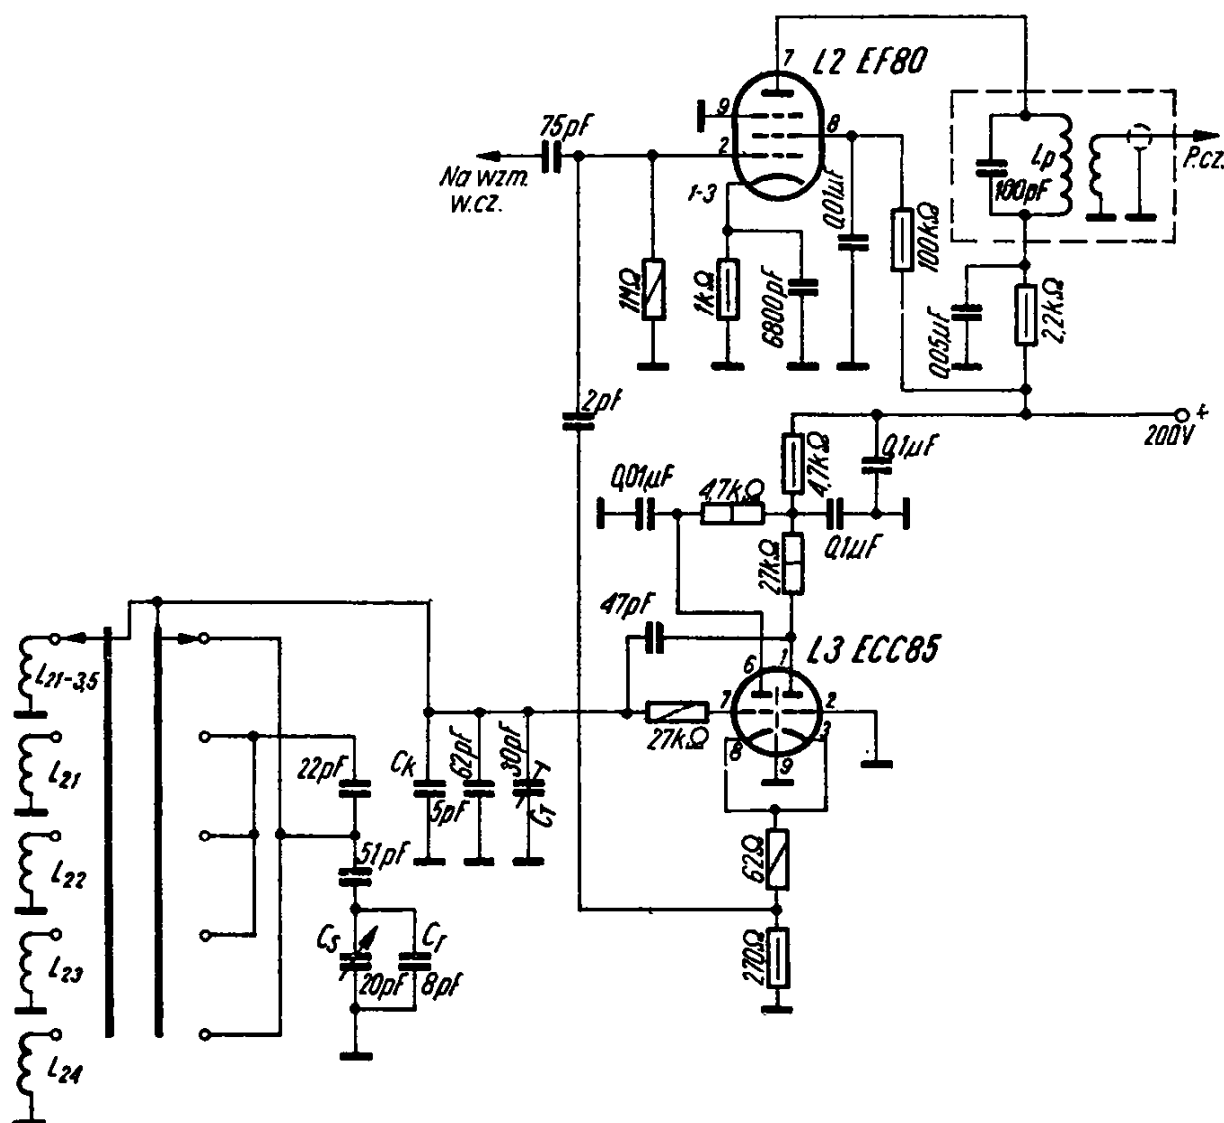 7
L2 EF80
9
8
2
75pF
Na wzm.
w.cz.
1-3
0,01µF
Lp
100pF
P.cz.
1MΩ
1kΩ
6800pF
100kΩ
0,05µF
2,2kΩ
2pF
+
200V
0,01µF
4,7kΩ
4,7kΩ
0,1µF
0,1µF
27kΩ
47pF
L3 ECC85
6
1
7
2
27kΩ
8
3
9
L21-3,5
L21
L22
L23
L24
22pF
Ck
5pF
62pF
30pF
CT
51pF
62Ω
Cs
20pF
Cr
8pF
270Ω